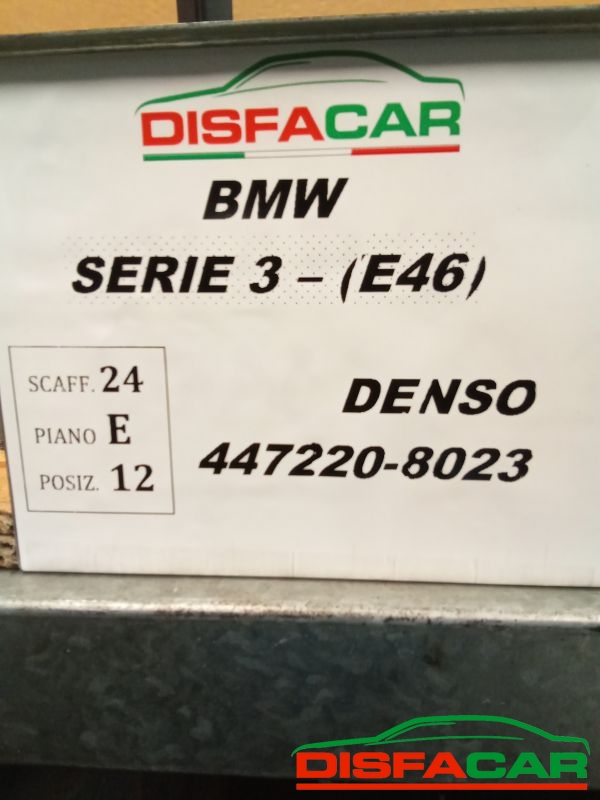 DISFACAR
BMW
SERIE 3 – (E46)
SCAFF. 24
PIANO E
POSIZ. 12
DENSO
447220-8023
DISFACAR